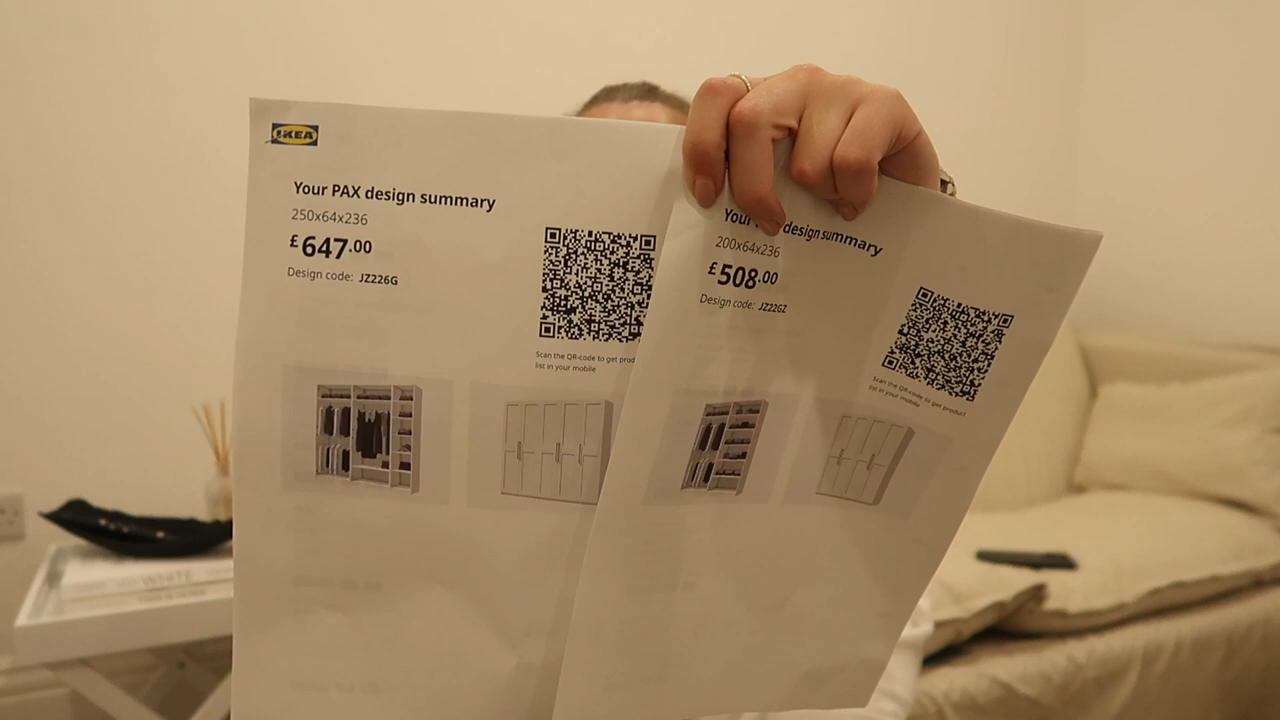 IKEA
Your PAX design summary
250x64x236
£647.00
Design code: JZ226G
Scan the QR-code to get prod
list in your mobile
Your design summary
200x64x236
£508.00
Design code: JZ22GZ
Scan the QR-code to get product
list in your mobile
WHITE